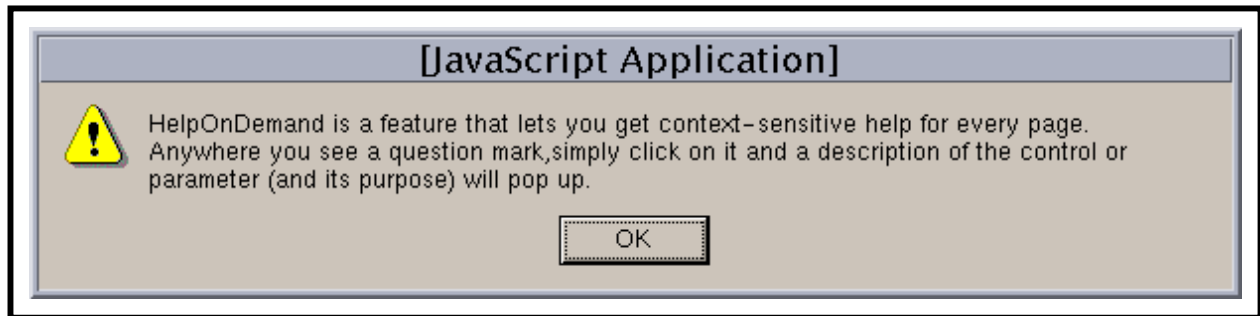 [JavaScript Application]
HelpOnDemand is a feature that lets you get context-sensitive help for every page.
Anywhere you see a question mark,simply click on it and a description of the control or
parameter (and its purpose) will pop up.
OK